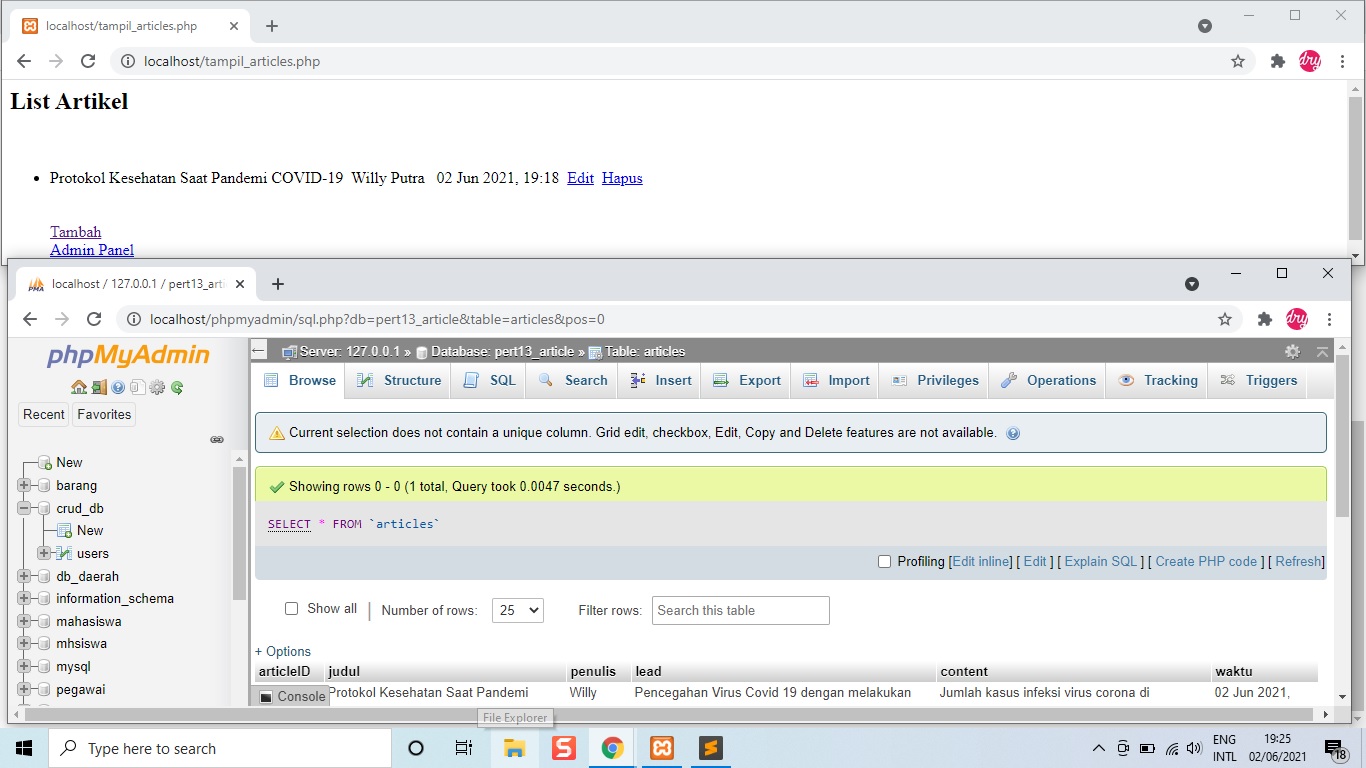 localhost/tampil_articles.php
localhost/tampil_articles.php
dry
List Artikel
Protokol Kesehatan Saat Pandemi COVID-19 Willy Putra 02 Jun 2021, 19:18 Edit Hapus
Tambah
Admin Panel
PMA localhost / 127.0.0.1 / pert13_arti
localhost/phpmyadmin/sql.php?db=pert13_article&table=articles&pos=0
dry
phpMyAdmin
Recent Favorites
New
barang
crud_db
New
users
db_daerah
information_schema
mahasiswa
mhsiswa
mysql
pegawai
Server: 127.0.0.1 » Database: pert13_article » Table: articles
Browse Structure SQL Search Insert Export Import Privileges Operations Tracking Triggers
Current selection does not contain a unique column. Grid edit, checkbox, Edit, Copy and Delete features are not available.
Showing rows 0 - 0 (1 total, Query took 0.0047 seconds.)
SELECT * FROM `articles`
Profiling [Edit inline] [ Edit ] [ Explain SQL ] [ Create PHP code ] [ Refresh]
Show all | Number of rows: 25 Filter rows: Search this table
+ Options
articleID judul penulis lead content waktu
Protokol Kesehatan Saat Pandemi Willy Pencegahan Virus Covid 19 dengan melakukan Jumlah kasus infeksi virus corona di 02 Jun 2021,
Console
File Explorer
Type here to search
S
ENG
INTL
19:25
02/06/2021
18